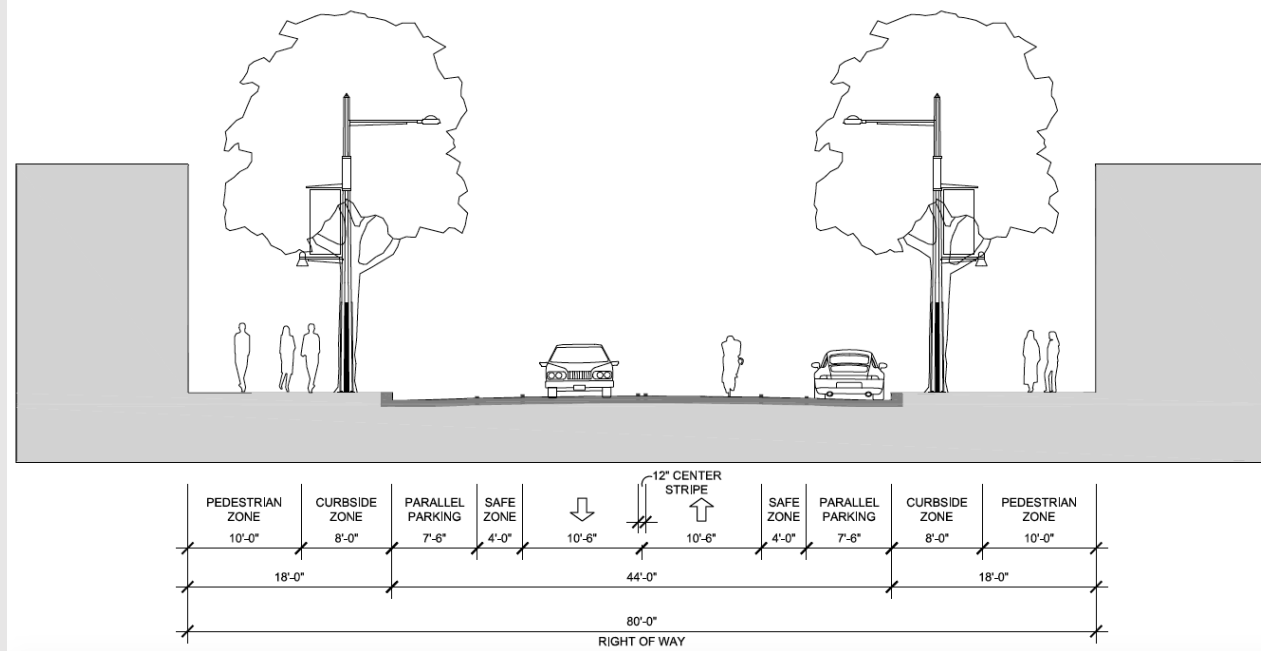 12" CENTER
STRIPE
PEDESTRIAN
ZONE
10'-0"
CURBSIDE
ZONE
8'-0"
PARALLEL
PARKING
7'-6"
SAFE
ZONE
4'-0"
10'-6"
10'-6"
SAFE
ZONE
4'-0"
PARALLEL
PARKING
7'-6"
CURBSIDE
ZONE
8'-0"
PEDESTRIAN
ZONE
10'-0"
18'-0"
44'-0"
18'-0"
80'-0"
RIGHT OF WAY